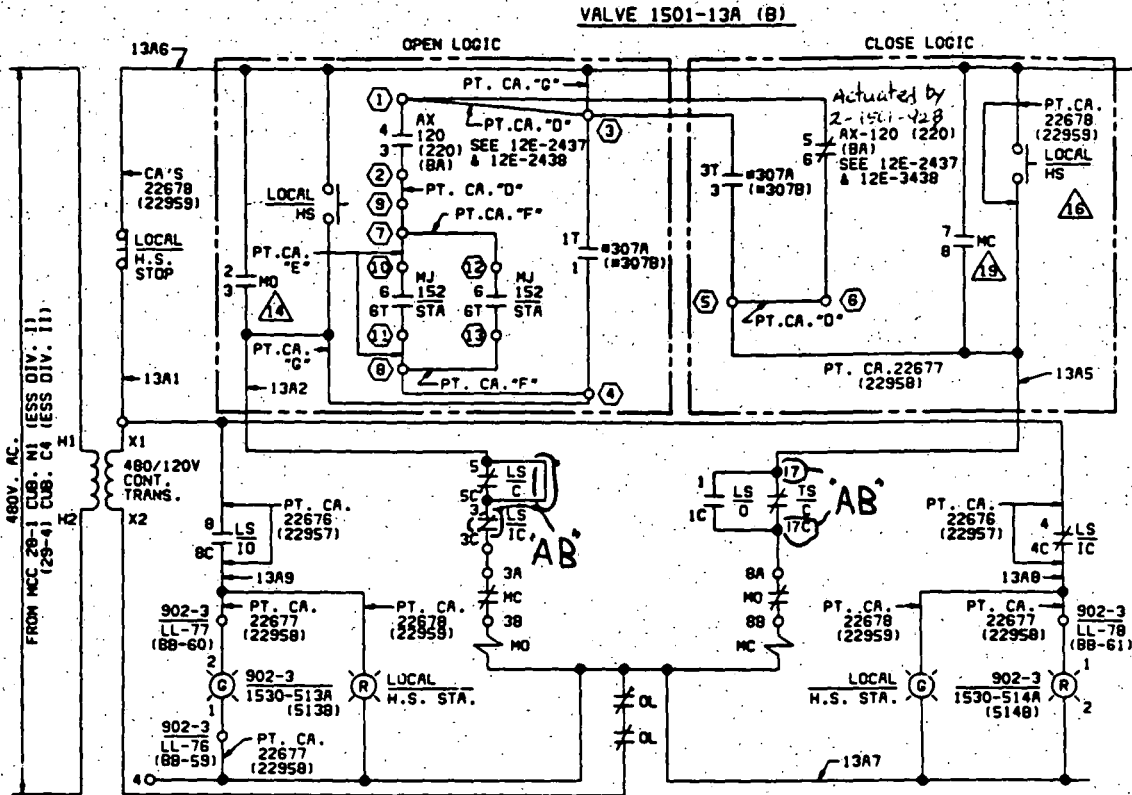 VALVE 1501-13A (B)
13A6
OPEN LOGIC
CLOSE LOGIC
PT. CA."G"
1
4
AX
120
(220)
(BA)
3
PT.CA."D"
SEE 12E-2437
& 12E-2438
3
Actuated by
2-1501-42B
5
6
AX-120 (220)
(BA)
SEE 12E-2437
& 12E-3438
PT.CA.
22678
(22959)
LOCAL
HS
16
CA'S
22678
(22959)
LOCAL
H.S.
STOP
LOCAL
HS
2
PT.CA."D"
9
7
PT.CA."F"
3T
3
#307A
(#307B)
7
8
MC
19
2
3
MO
14
PT.CA.
"E"
10
12
6
6T
MJ
152
STA
6
6T
MJ
152
STA
1T
1
#307A
(#307B)
5
6
PT.CA."D"
11
13
8
PT. CA."F"
4
PT.CA.
"G"
PT. CA.22677
(22958)
13A1
13A2
13A5
480V. AC.
FROM MCC 28-1 CUB. N1 (ESS DIV. I)
(29-4) CUB. C4 (ESS DIV. II)
H1
H2
X1
480/120V
CONT.
TRANS.
X2
8
8C
LS
IO
PT. CA.
22676
(22957)
13A9
5
5C
LS
C
3
3C
LS
IC
"AB"
3A
MC
3B
MO
1
1C
LS
O
17
TS
C
17C
"AB"
8A
MO
8B
MC
PT. CA.
22676
(22957)
4
4C
LS
IC
13A8
902-3
LL-77
(BB-60)
PT. CA.
22677
(22958)
PT. CA.
22678
(22959)
PT. CA.
22678
(22959)
PT. CA.
22677
(22958)
902-3
LL-78
(BB-61)
2
G
1
902-3
1530-513A
(513B)
R
LOCAL
H.S. STA.
OL
OL
LOCAL
H.S. STA.
G
902-3
1530-514A
(514B)
R
1
2
902-3
LL-76
(BB-59)
PT. CA.
22677
(22958)
4
13A7